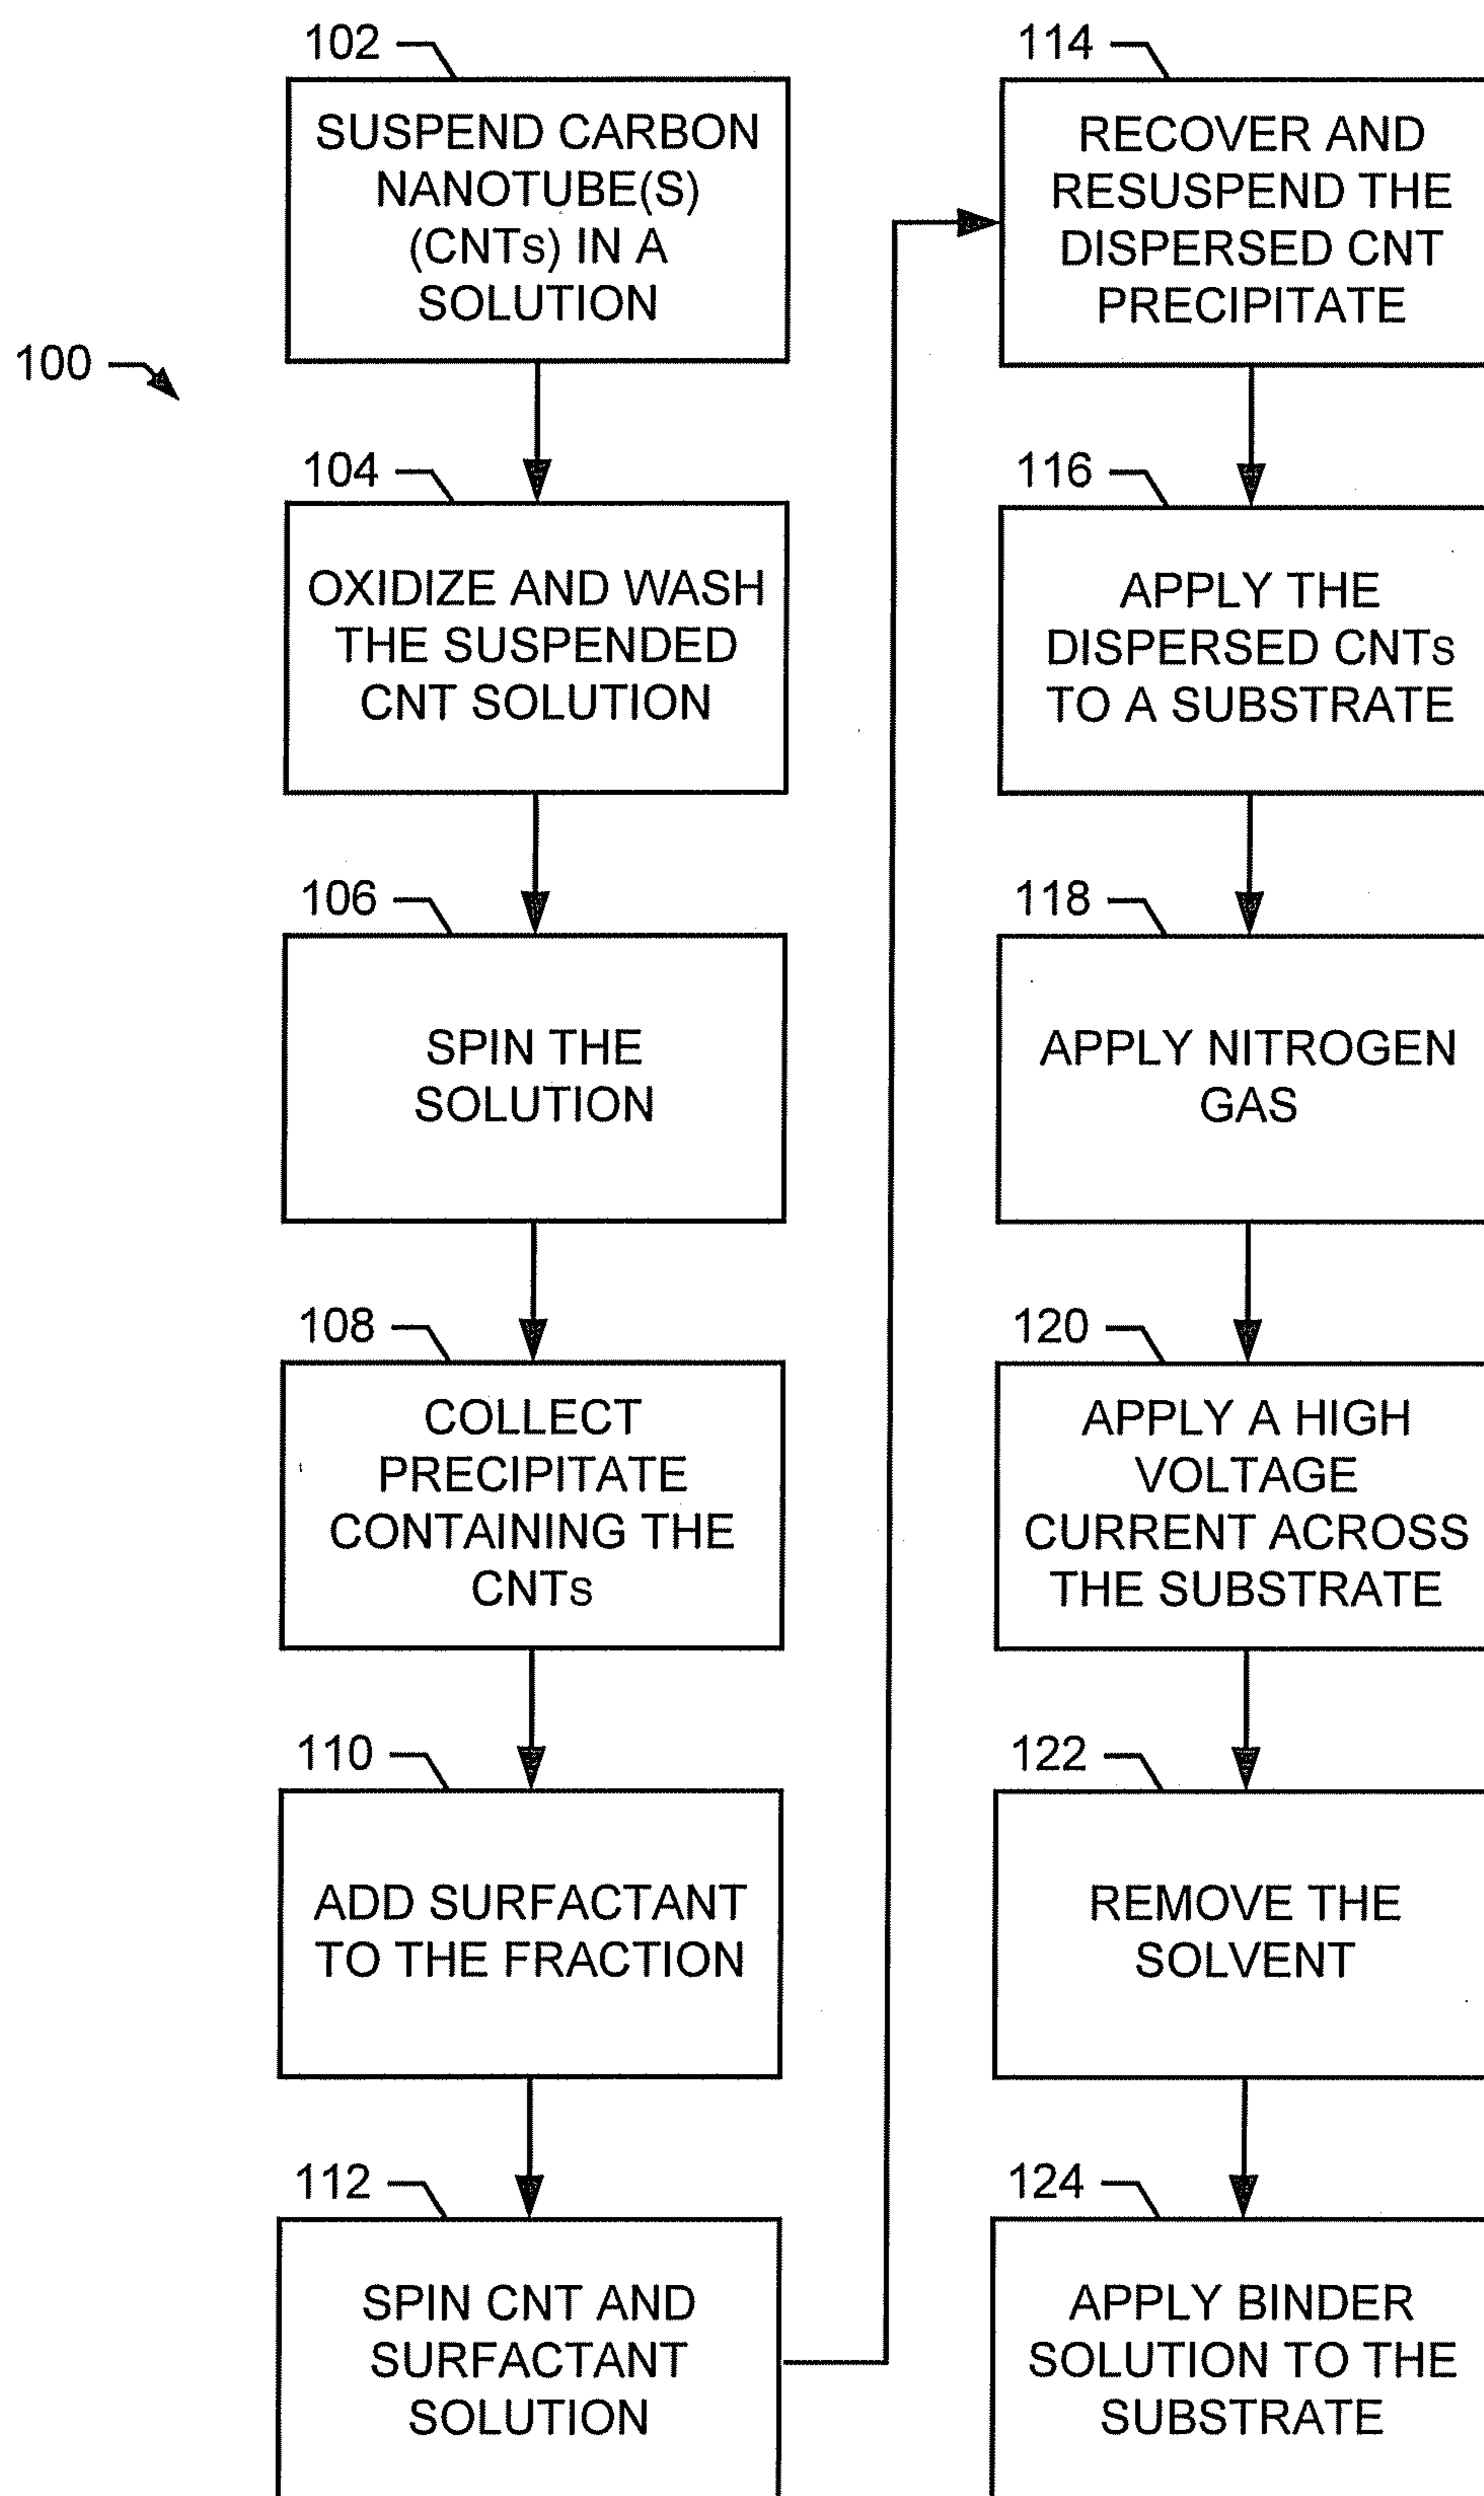 100
102
SUSPEND CARBON
NANOTUBE(S)
(CNTs) IN A
SOLUTION
104
OXIDIZE AND WASH
THE SUSPENDED
CNT SOLUTION
106
SPIN THE
SOLUTION
108
COLLECT
PRECIPITATE
CONTAINING THE
CNTs
110
ADD SURFACTANT
TO THE FRACTION
112
SPIN CNT AND
SURFACTANT
SOLUTION
114
RECOVER AND
RESUSPEND THE
DISPERSED CNT
PRECIPITATE
116
APPLY THE
DISPERSED CNTs
TO A SUBSTRATE
118
APPLY NITROGEN
GAS
120
APPLY A HIGH
VOLTAGE
CURRENT ACROSS
THE SUBSTRATE
122
REMOVE THE
SOLVENT
124
APPLY BINDER
SOLUTION TO THE
SUBSTRATE